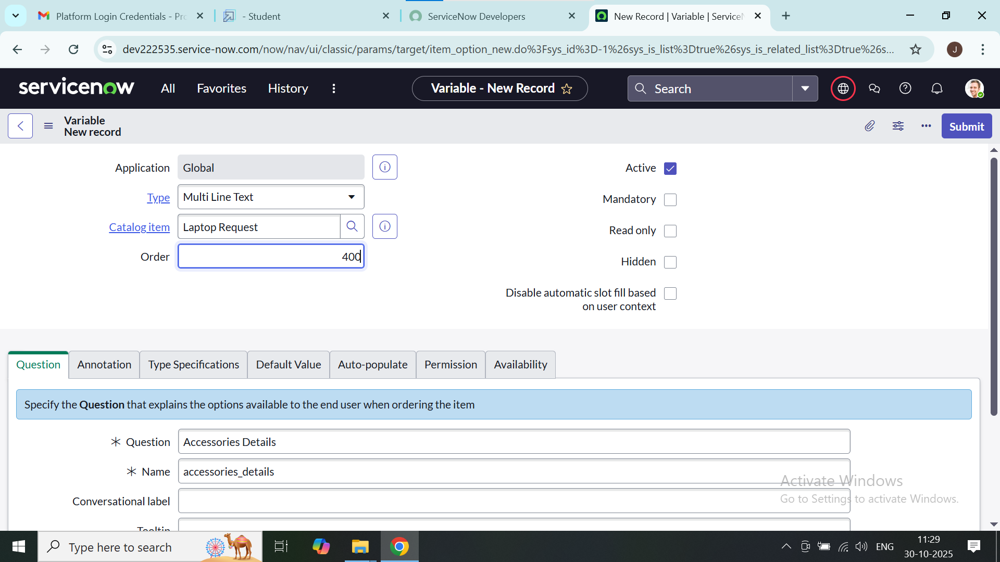 Platform Login Credentials - Pro
- Student
ServiceNow Developers
New Record | Variable | Service
dev222535.service-now.com/now/nav/ui/classic/params/target/item_option_new.do%3Fsys_id%3D-1%26sys_is_list%3Dtrue%26sys_is_related_list%3Dtrue%26s...
J
servicenow
All
Favorites
History
Variable - New Record
Search
Variable
New record
Submit
Application
Global
Active
Type
Multi Line Text
Mandatory
Catalog item
Laptop Request
Read only
Order
400
Hidden
Disable automatic slot fill based
on user context
Question
Annotation
Type Specifications
Default Value
Auto-populate
Permission
Availability
Specify the Question that explains the options available to the end user when ordering the item
Question
Accessories Details
Name
accessories_details
Conversational label
Tooltip
Activate Windows
Go to Settings to activate Windows.
Type here to search
ENG
11:29
30-10-2025